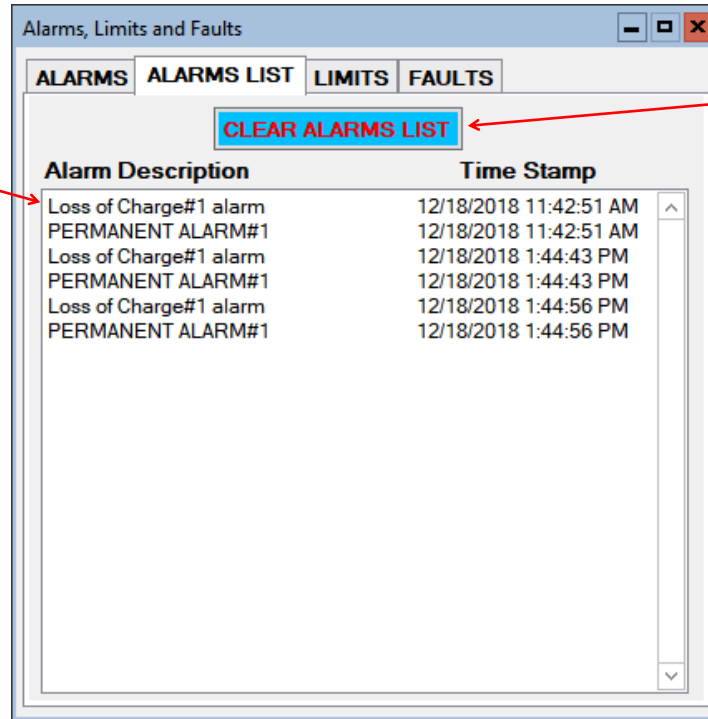 Alarms, Limits and Faults
ALARMS ALARMS LIST LIMITS FAULTS
CLEAR ALARMS LIST
Alarm Description Time Stamp
Loss of Charge#1 alarm 12/18/2018 11:42:51 AM
PERMANENT ALARM#1 12/18/2018 11:42:51 AM
Loss of Charge#1 alarm 12/18/2018 1:44:43 PM
PERMANENT ALARM#1 12/18/2018 1:44:43 PM
Loss of Charge#1 alarm 12/18/2018 1:44:56 PM
PERMANENT ALARM#1 12/18/2018 1:44:56 PM